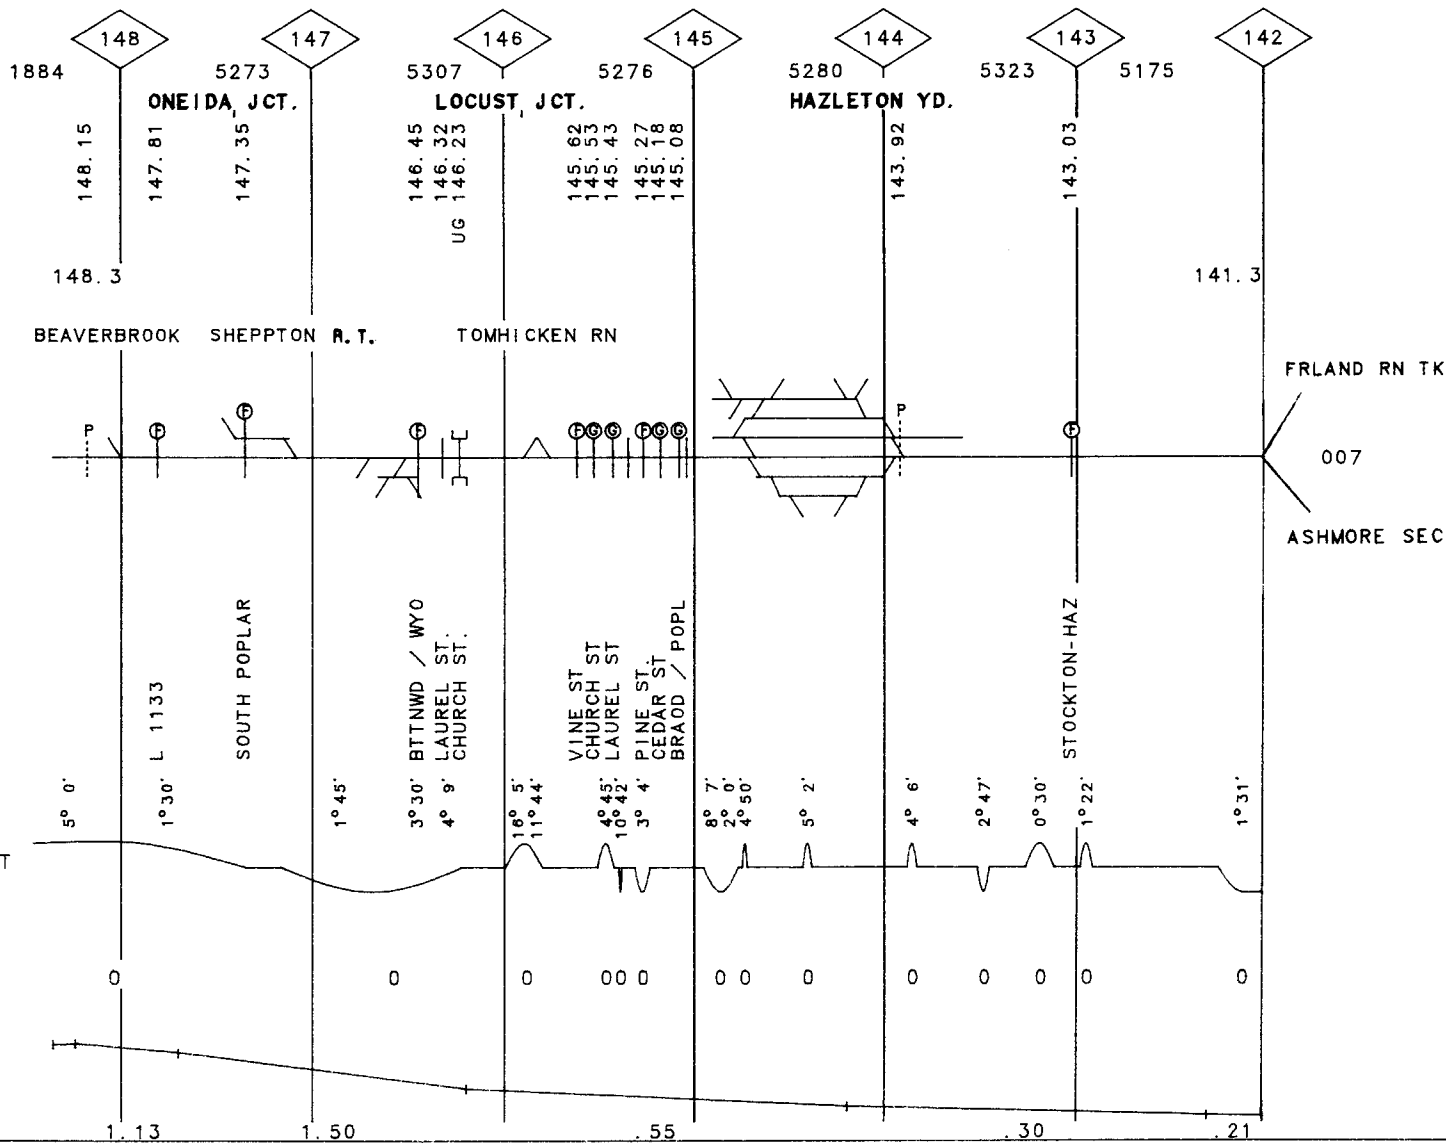 148 147 146 145 144 143 142
1884 5273 5307 5276 5280 5323 5175
ONEIDA JCT. LOCUST JCT. HAZLETON YD.
148.15
147.81
147.35
146.45
146.32
UG 146.23
145.62
145.53
145.43
145.27
145.18
145.08
143.92
143.03
148.3 141.3
BEAVERBROOK SHEPPTON R.T. TOMHICKEN RN
FRLAND RN TK
P F F F F G G F G G P F
007
ASHMORE SEC
L 1133
SOUTH POPLAR
BTTNWD / WYO
LAUREL ST.
CHURCH ST.
VINE ST
CHURCH ST
LAUREL ST
PINE ST.
CEDAR ST
BRAOD / POPL
STOCKTON-HAZ
5° 0'
1°30'
1°45'
3°30'
4° 9'
16° 5'
11°44'
4°45'
10°42'
3° 4'
8° 7'
2° 0'
4°50'
5° 2'
4° 6'
2°47'
0°30'
1°22'
1°31'
T
0 0 0 0 0 0 0 0 0 0 0 0 0 0
1.13 1.50 .55 .30 .21